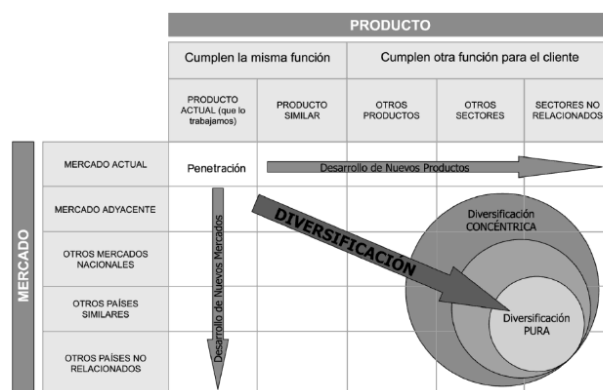 PRODUCTO
Cumplen la misma función
Cumplen otra función para el cliente
PRODUCTO
ACTUAL (que lo
trabajamos)
PRODUCTO
SIMILAR
OTROS
PRODUCTOS
OTROS
SECTORES
SECTORES NO
RELACIONADOS
MERCADO
MERCADO ACTUAL
Penetración
Desarrollo de Nuevos Productos
MERCADO ADYACENTE
OTROS MERCADOS
NACIONALES
OTROS PAÍSES
SIMILARES
OTROS PAÍSES NO
RELACIONADOS
Desarrollo de Nuevos Mercados
DIVERSIFICACIÓN
Diversificación
CONCÉNTRICA
Diversificación
PURA